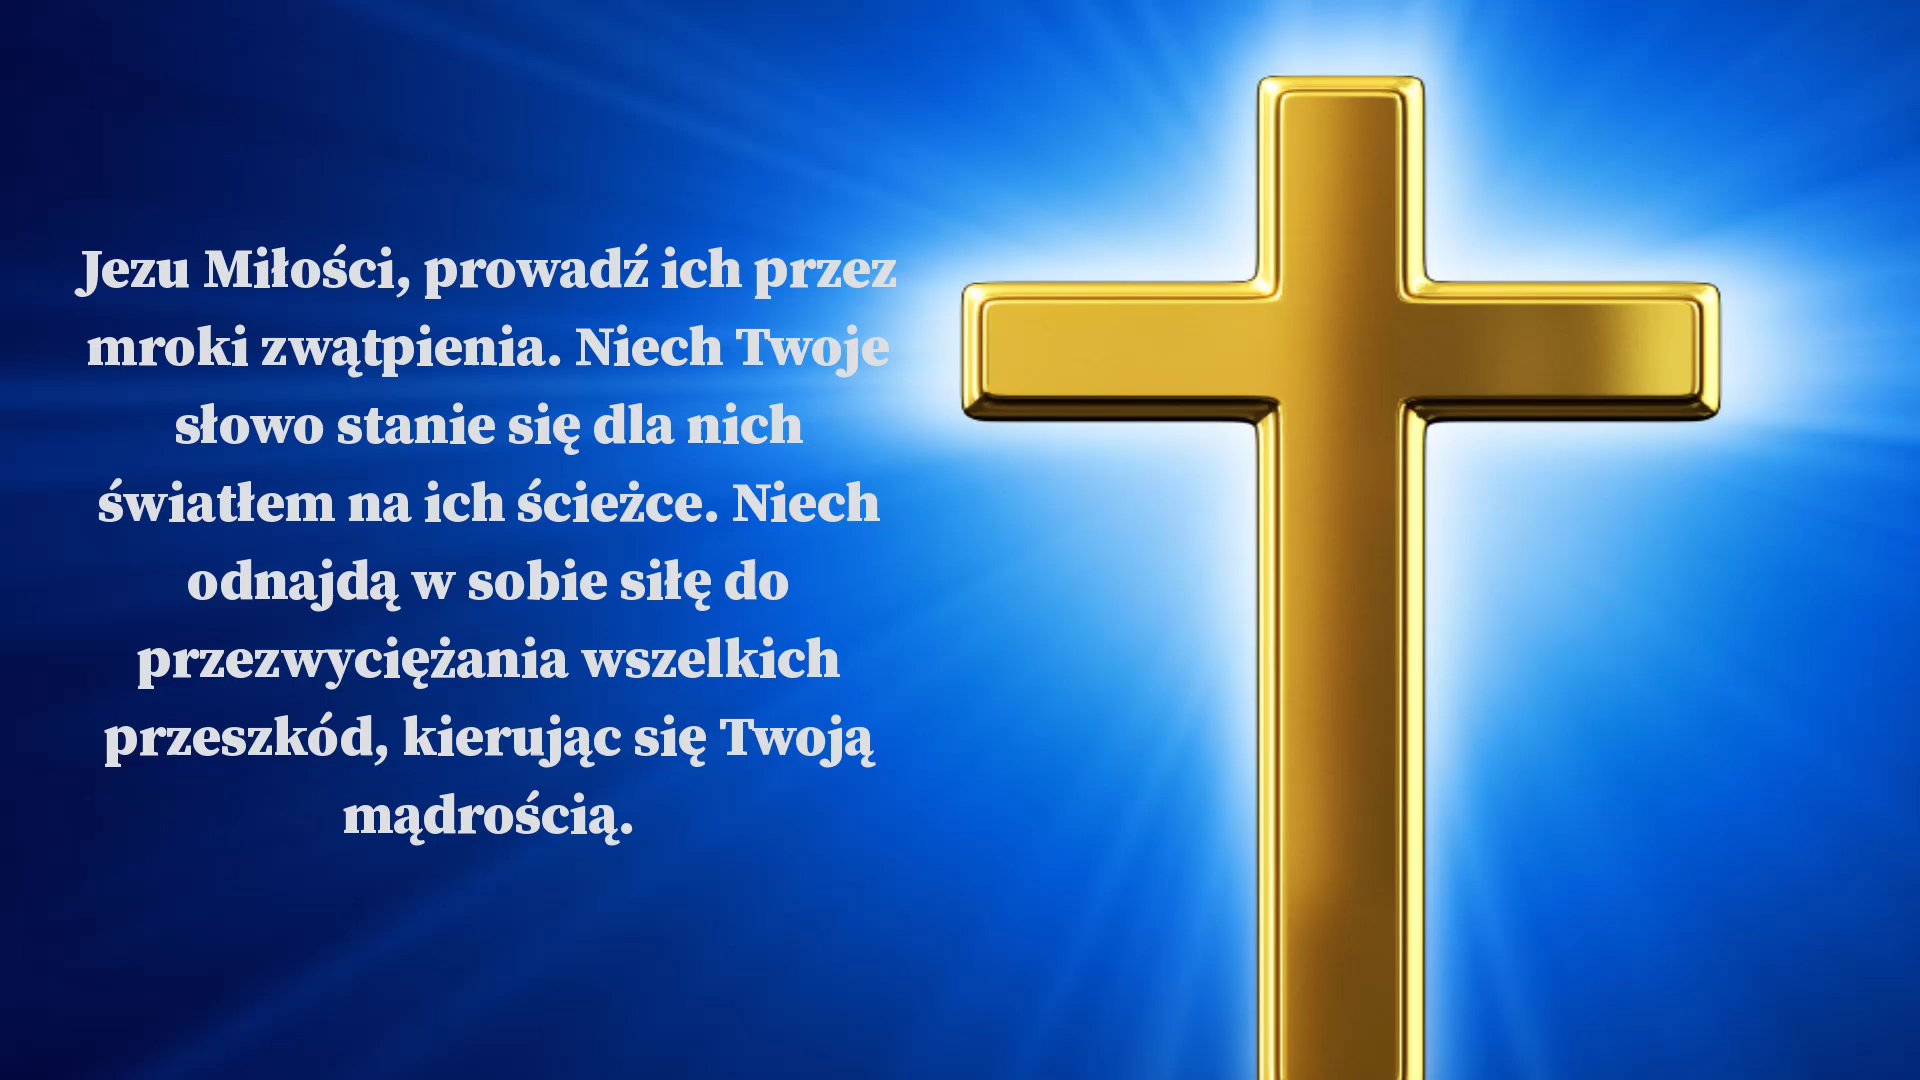 Jezu Miłości, prowadź ich przez
mroki zwątpienia. Niech Twoje
słowo stanie się dla nich
światłem na ich ścieżce. Niech
odnajdą w sobie siłę do
przezwyciężania wszelkich
przeszkód, kierując się Twoją
mądrością.